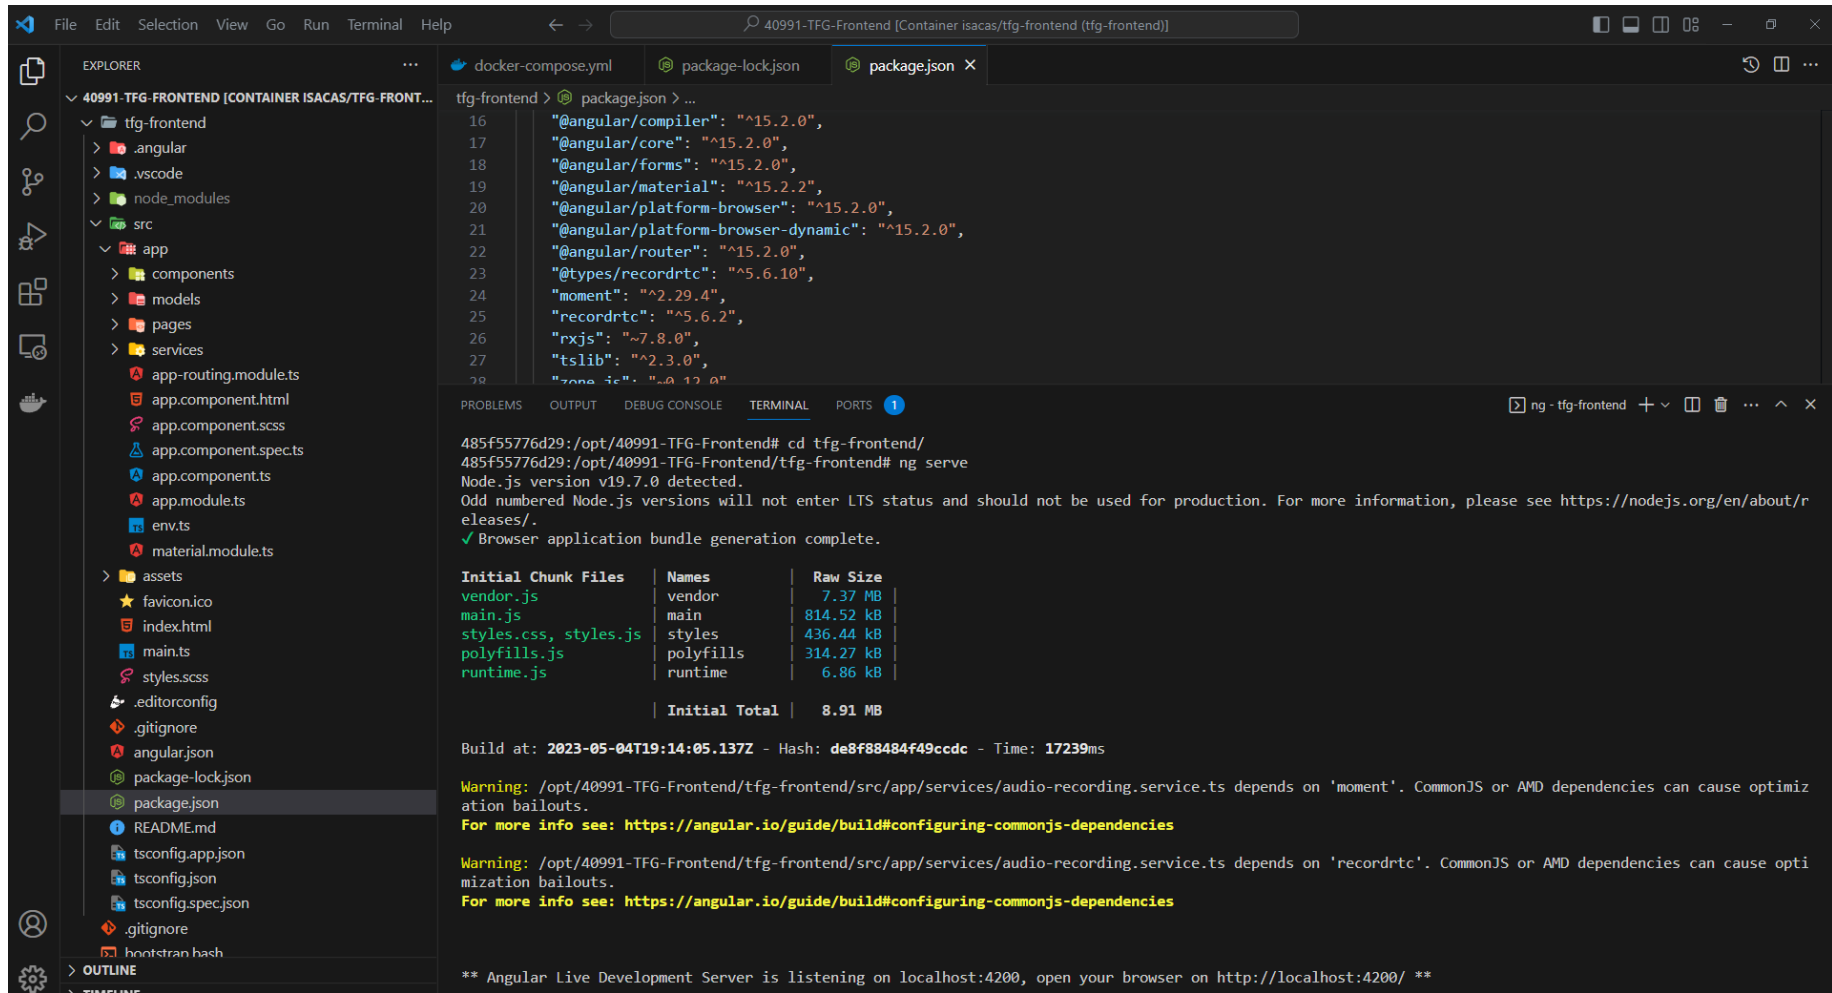 File Edit Selection View Go Run Terminal Help
40991-TFG-Frontend [Container isacas/tfg-frontend (tfg-frontend)]
EXPLORER
40991-TFG-FRONTEND [CONTAINER ISACAS/TFG-FRONT...
tfg-frontend
.angular
.vscode
node_modules
src
app
components
models
pages
services
app-routing.module.ts
app.component.html
app.component.scss
app.component.spec.ts
app.component.ts
app.module.ts
env.ts
material.module.ts
assets
favicon.ico
index.html
main.ts
styles.scss
.editorconfig
.gitignore
angular.json
package-lock.json
package.json
README.md
tsconfig.app.json
tsconfig.json
tsconfig.spec.json
.gitignore
bootstrap.bash
OUTLINE
TIMELINE
docker-compose.yml package-lock.json package.json
tfg-frontend > package.json > ...
16 "@angular/compiler": "^15.2.0",
17 "@angular/core": "^15.2.0",
18 "@angular/forms": "^15.2.0",
19 "@angular/material": "^15.2.2",
20 "@angular/platform-browser": "^15.2.0",
21 "@angular/platform-browser-dynamic": "^15.2.0",
22 "@angular/router": "^15.2.0",
23 "@types/recordrtc": "^5.6.10",
24 "moment": "^2.29.4",
25 "recordrtc": "^5.6.2",
26 "rxjs": "~7.8.0",
27 "tslib": "^2.3.0",
28 "zone.js": "~0.12.0"
PROBLEMS OUTPUT DEBUG CONSOLE TERMINAL PORTS 1
ng - tfg-frontend
485f55776d29:/opt/40991-TFG-Frontend# cd tfg-frontend/
485f55776d29:/opt/40991-TFG-Frontend/tfg-frontend# ng serve
Node.js version v19.7.0 detected.
Odd numbered Node.js versions will not enter LTS status and should not be used for production. For more information, please see https://nodejs.org/en/about/r
eleases/.
✓ Browser application bundle generation complete.
Initial Chunk Files | Names | Raw Size
vendor.js | vendor | 7.37 MB |
main.js | main | 814.52 kB |
styles.css, styles.js | styles | 436.44 kB |
polyfills.js | polyfills | 314.27 kB |
runtime.js | runtime | 6.86 kB |
| Initial Total | 8.91 MB
Build at: 2023-05-04T19:14:05.137Z - Hash: de8f88484f49ccdc - Time: 17239ms
Warning: /opt/40991-TFG-Frontend/tfg-frontend/src/app/services/audio-recording.service.ts depends on 'moment'. CommonJS or AMD dependencies can cause optimiz
ation bailouts.
For more info see: https://angular.io/guide/build#configuring-commonjs-dependencies
Warning: /opt/40991-TFG-Frontend/tfg-frontend/src/app/services/audio-recording.service.ts depends on 'recordrtc'. CommonJS or AMD dependencies can cause opti
mization bailouts.
For more info see: https://angular.io/guide/build#configuring-commonjs-dependencies
** Angular Live Development Server is listening on localhost:4200, open your browser on http://localhost:4200/ **